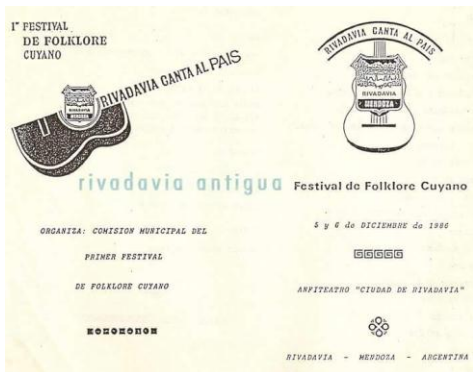 1er FESTIVAL
DE FOLKLORE
CUYANO
RIVADAVIA CANTA AL PAIS
RIVADAVIA
MENDOZA
ORGANIZA: COMISION MUNICIPAL DEL
PRIMER FESTIVAL
DE FOLKLORE CUYANO
rivadavia antigua
RIVADAVIA CANTA AL PAIS
RIVADAVIA
MENDOZA
Festival de Folklore Cuyano
5 y 6 de DICIEMBRE de 1986
ANFITEATRO "CIUDAD DE RIVADAVIA"
RIVADAVIA - MENDOZA - ARGENTINA